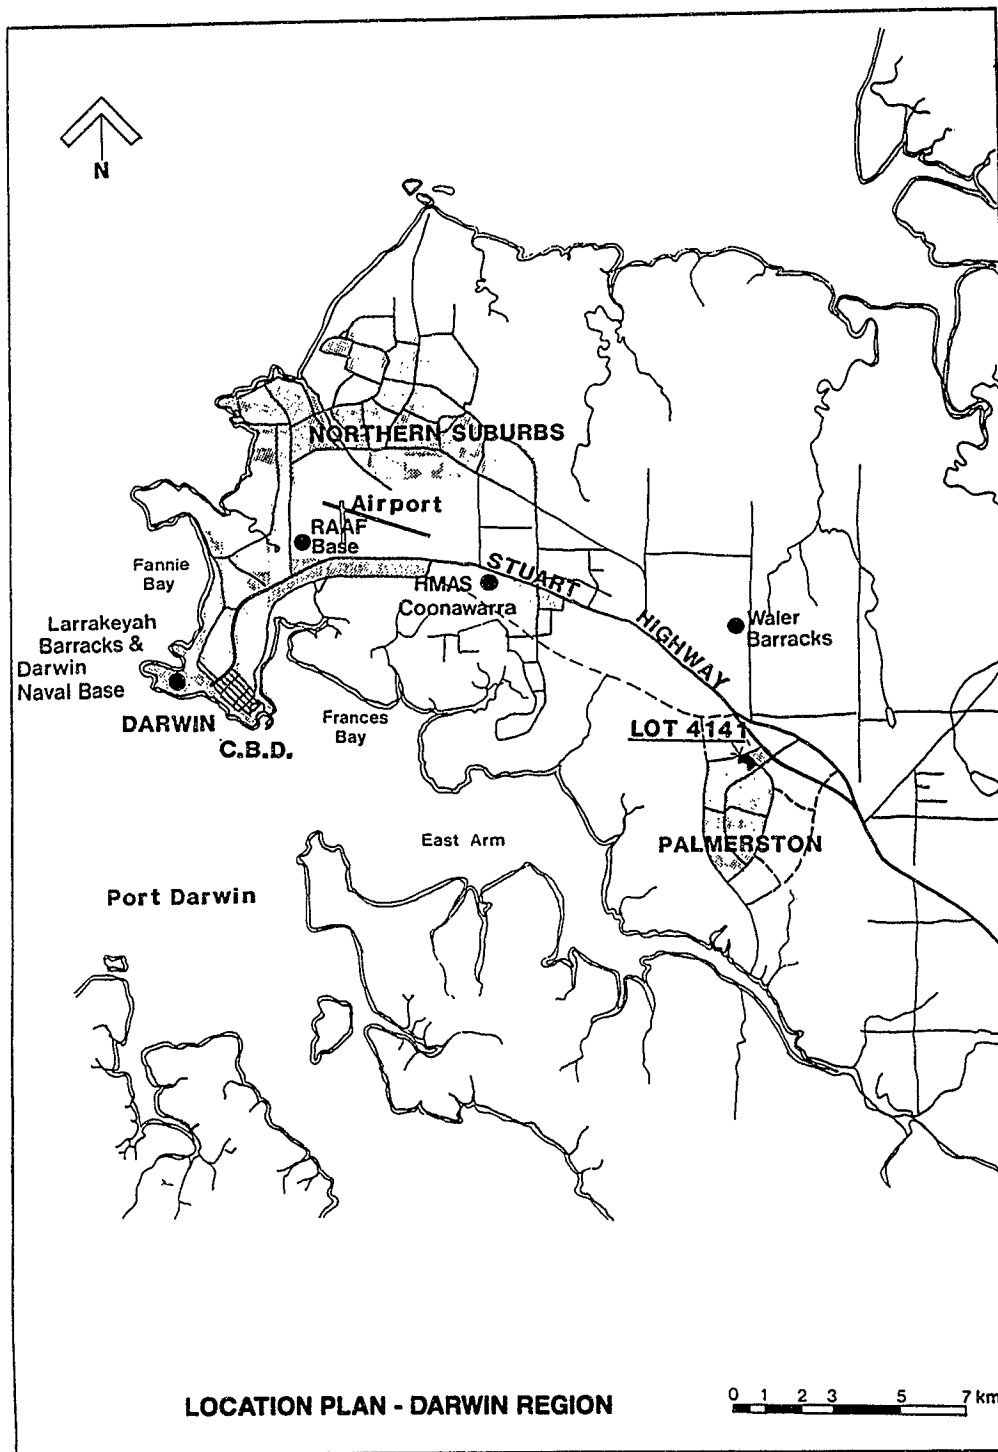 N
NORTHERN SUBURBS
Airport
RAAF
Base
Fannie
Bay
STUART
HIGHWAY
HMAS
Coonawarra
Larrakeyah
Barracks &
Darwin
Naval Base
Waler
Barracks
DARWIN
C.B.D.
Frances
Bay
LOT 4141
East Arm
PALMERSTON
Port Darwin
LOCATION PLAN - DARWIN REGION
0 1 2 3 5 7 km